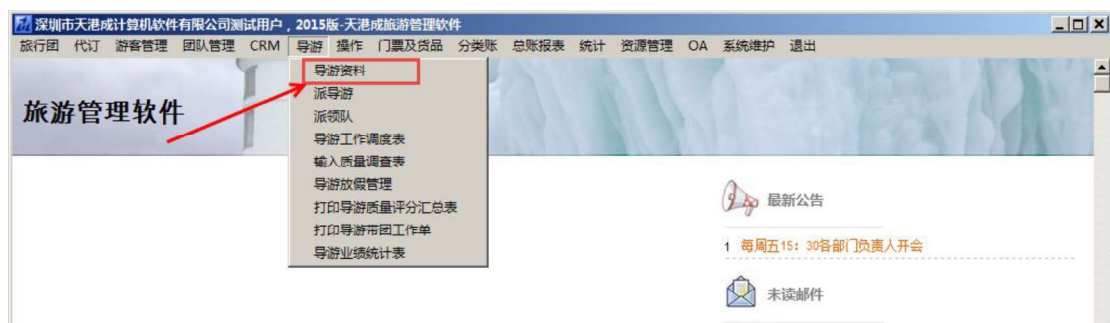 深圳市天港成计算机软件有限公司测试用户，2015版-天港成旅游管理软件
旅行团 代订 游客管理 团队管理 CRM 导游 操作 门票及货品 分类账 总账报表 统计 资源管理 OA 系统维护 退出
旅游管理软件
导游资料
派导游
派领队
导游工作调度表
输入质量调查表
导游放假管理
打印导游质量评分汇总表
打印导游带团工作单
导游业绩统计表
最新公告
1 每周五15：30各部门负责人开会
未读邮件